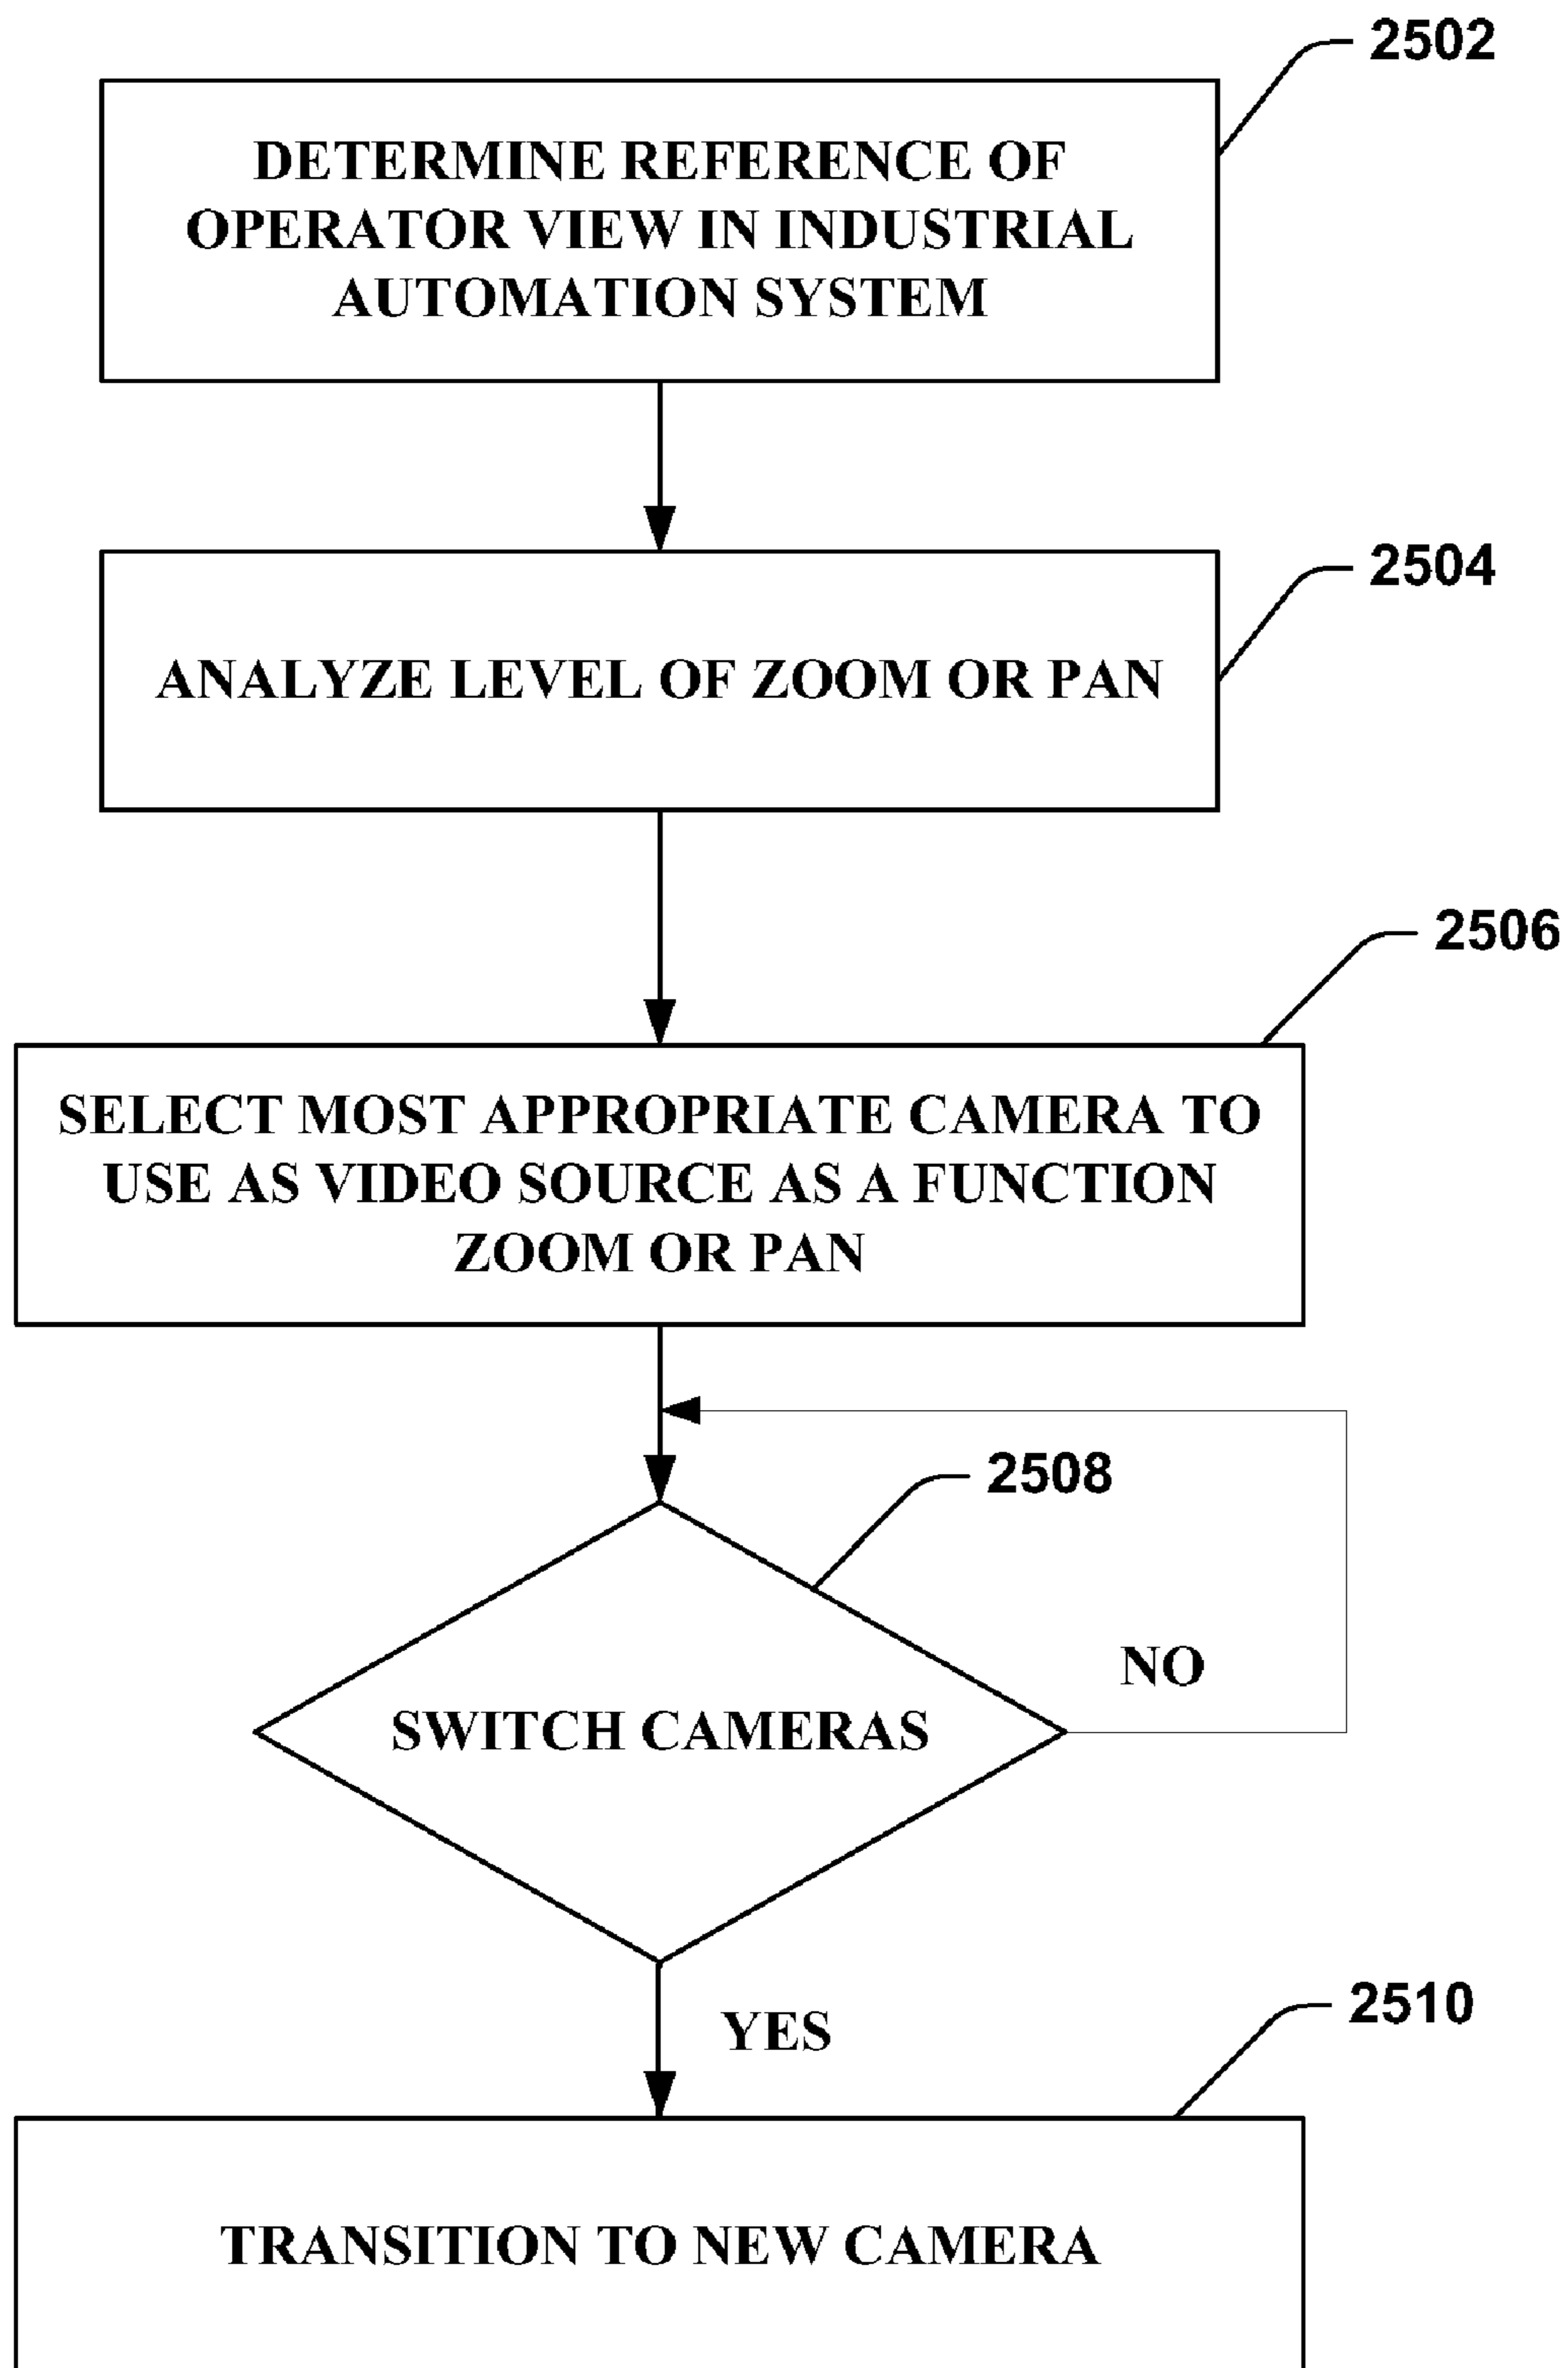 2502
DETERMINE REFERENCE OF
OPERATOR VIEW IN INDUSTRIAL
AUTOMATION SYSTEM
2504
ANALYZE LEVEL OF ZOOM OR PAN
2506
SELECT MOST APPROPRIATE CAMERA TO
USE AS VIDEO SOURCE AS A FUNCTION
ZOOM OR PAN
2508
SWITCH CAMERAS
NO
YES
2510
TRANSITION TO NEW CAMERA